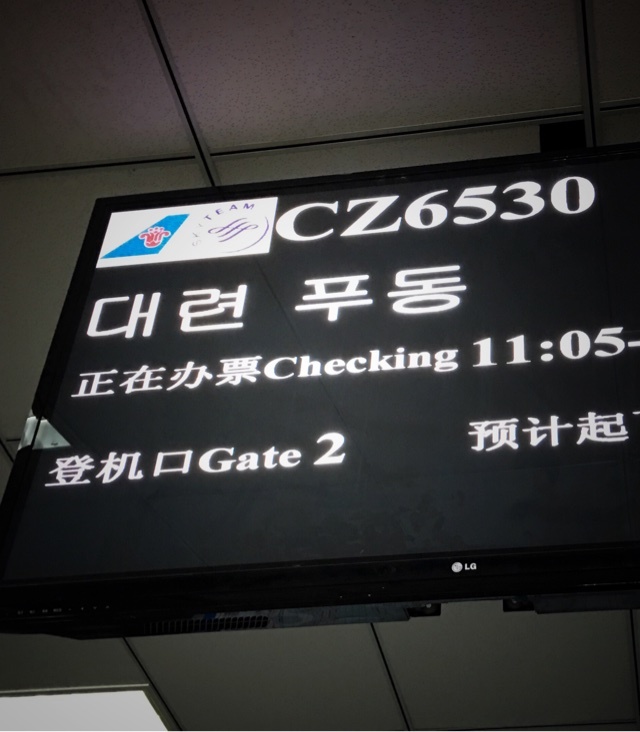 SKYTEAM
CZ6530
대련 푸동
正在办票Checking 11:05-
登机口Gate 2 预计起
LG